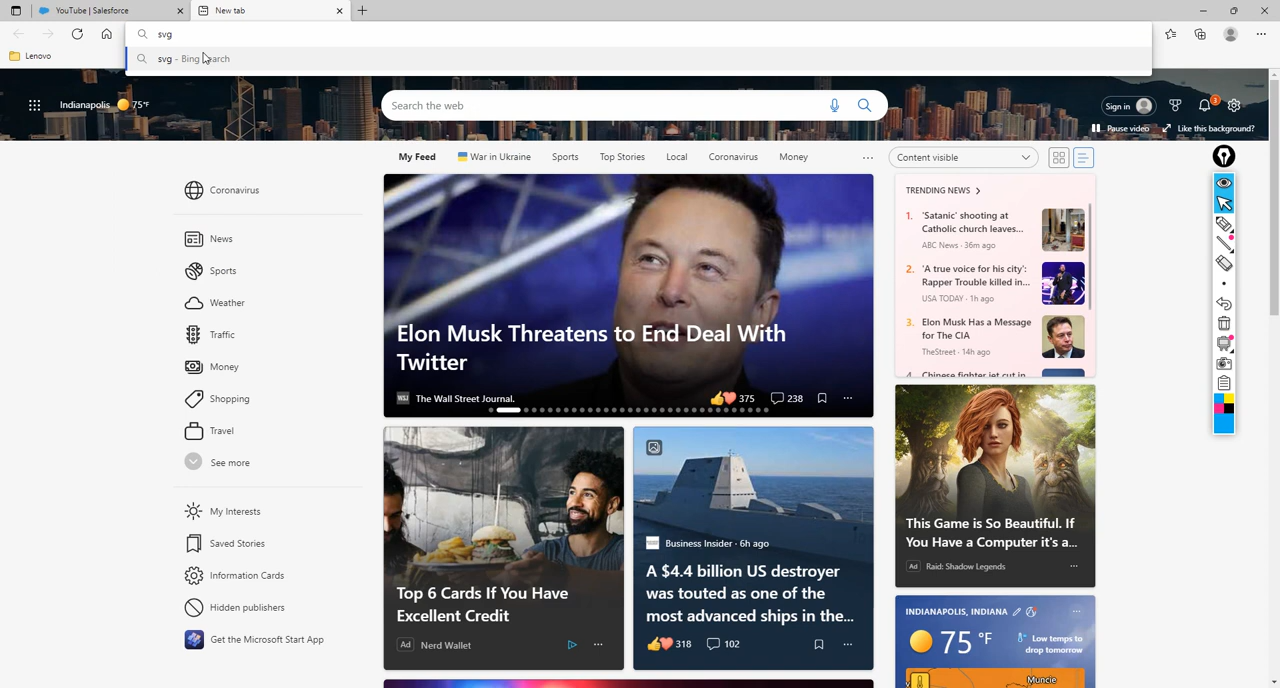 YouTube | Salesforce
New tab
svg
Lenovo
svg - Bing Search
Indianapolis 75°F
Search the web
Sign in
3
Pause video
Like this background?
My Feed
War in Ukraine
Sports
Top Stories
Local
Coronavirus
Money
Content visible
Coronavirus
News
Sports
Weather
Traffic
Money
Shopping
Travel
See more
My Interests
Saved Stories
Information Cards
Hidden publishers
Get the Microsoft Start App
Elon Musk Threatens to End Deal With
Twitter
WSJ The Wall Street Journal.
375
238
Top 6 Cards If You Have
Excellent Credit
Ad Nerd Wallet
Business Insider · 6h ago
A $4.4 billion US destroyer
was touted as one of the
most advanced ships in the...
318
102
TRENDING NEWS
1. 'Satanic' shooting at
Catholic church leaves...
ABC News · 36m ago
2. 'A true voice for his city':
Rapper Trouble killed in...
USA TODAY · 1h ago
3. Elon Musk Has a Message
for The CIA
TheStreet · 14h ago
4. Chinese fighter jet cut in
This Game is So Beautiful. If
You Have a Computer it's a...
Ad Raid: Shadow Legends
INDIANAPOLIS, INDIANA
75 °F
Low temps to
drop tomorrow
Muncie